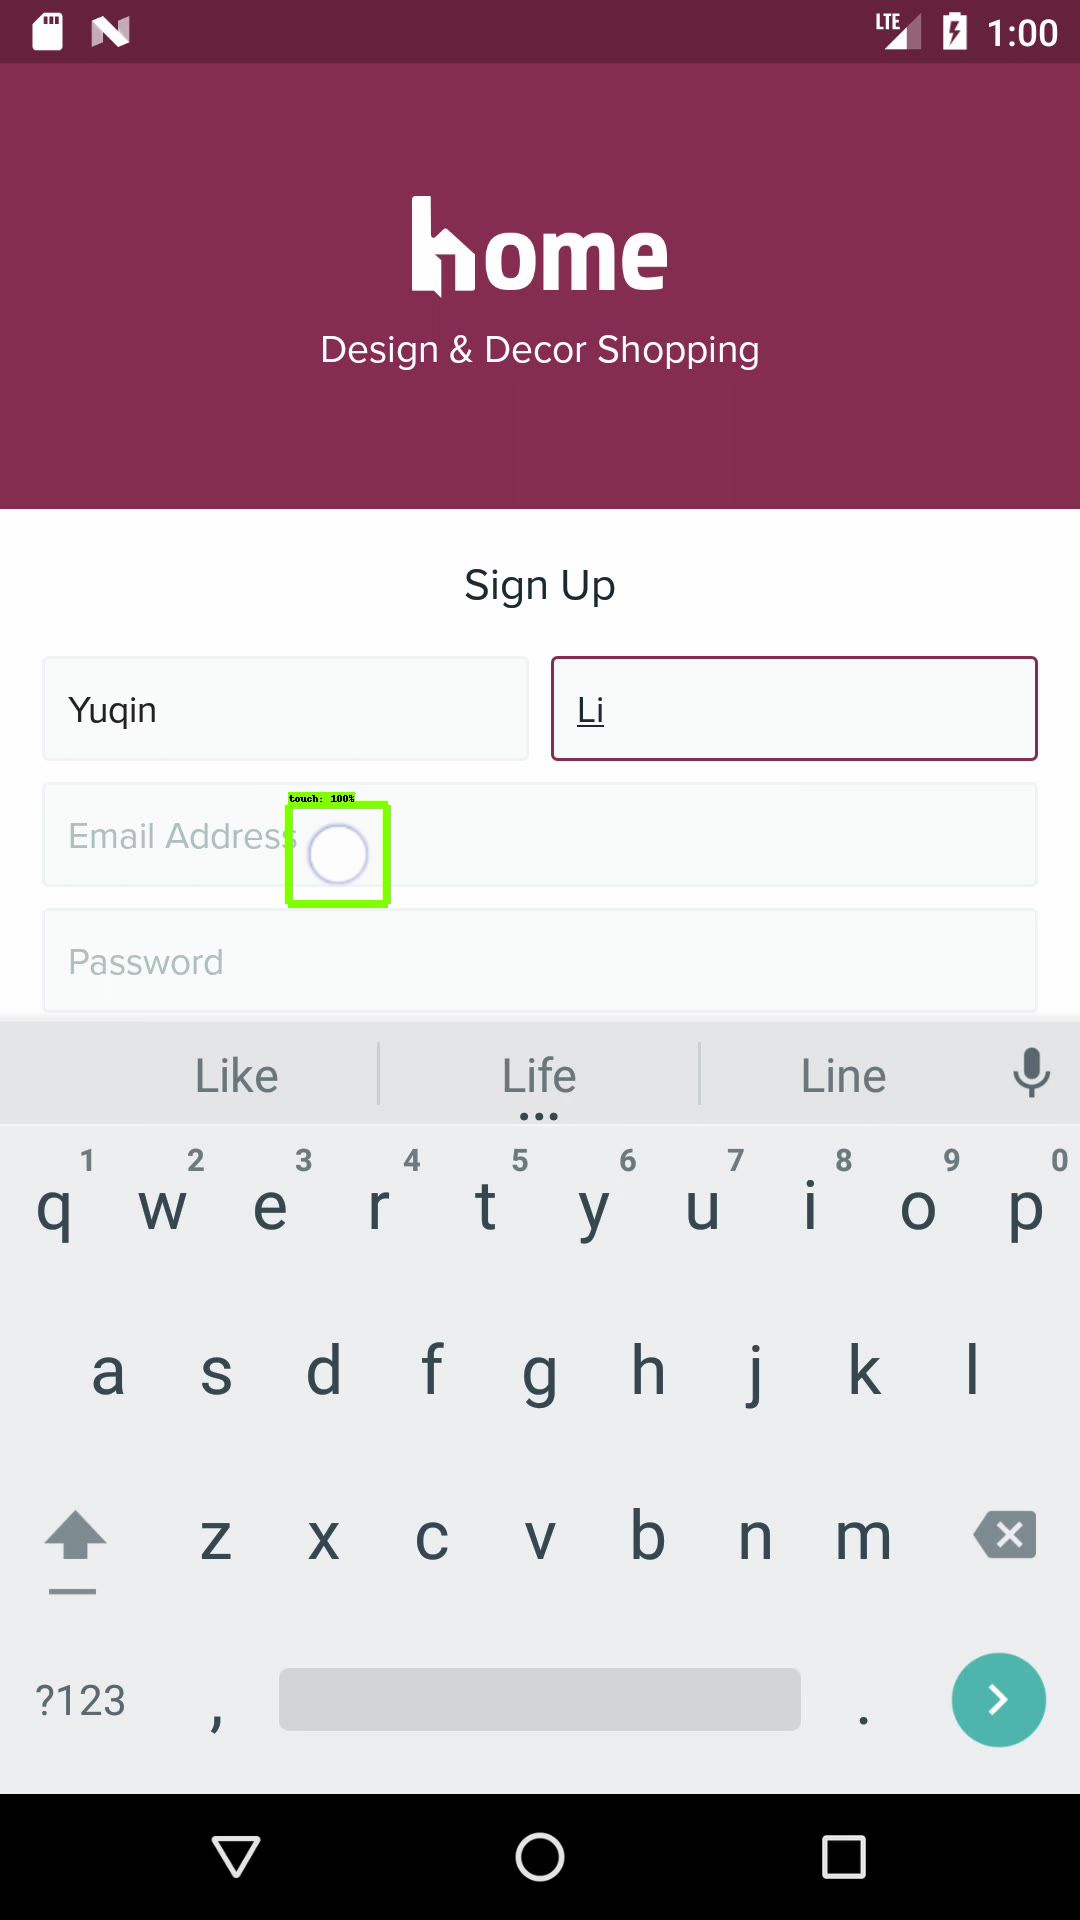 LTE 1:00
home
Design & Decor Shopping
Sign Up
Yuqin Li
touch: 100%
Email Address
Password
Like Life Line
1 2 3 4 5 6 7 8 9 0
q w e r t y u i o p
a s d f g h j k l
z x c v b n m
?123 , .